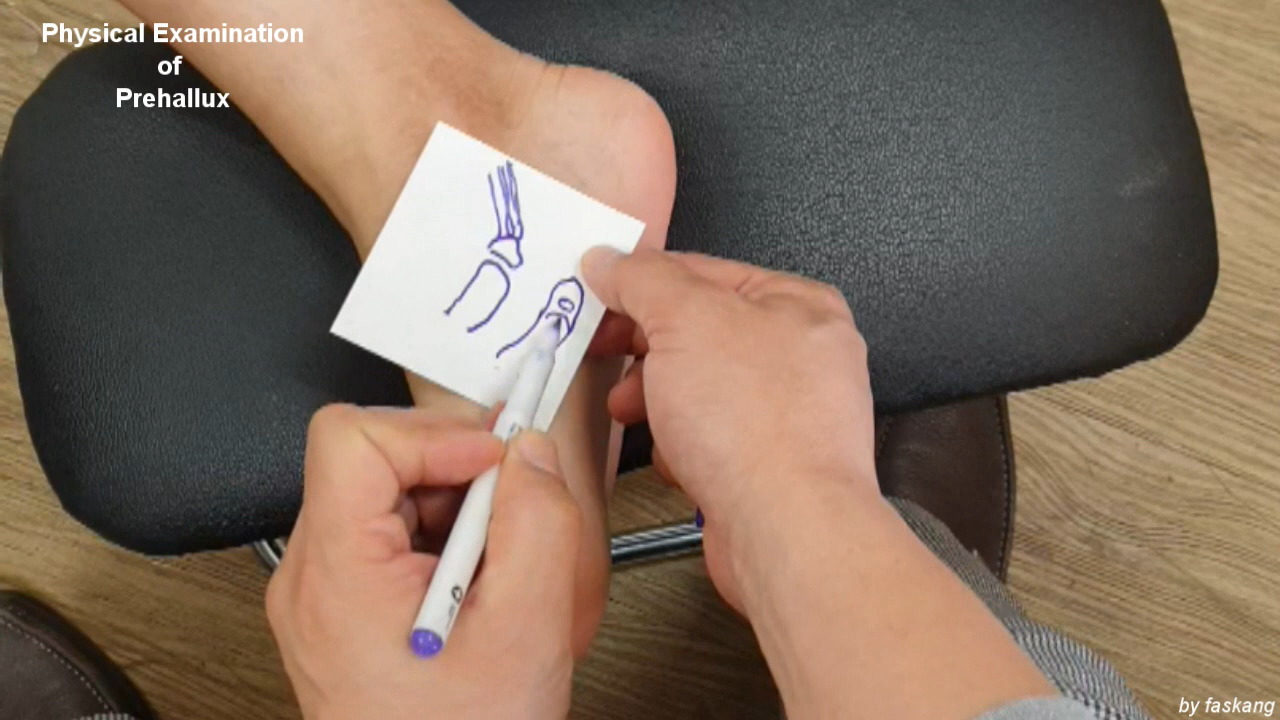 Physical Examination
of
Prehallux
by faskang